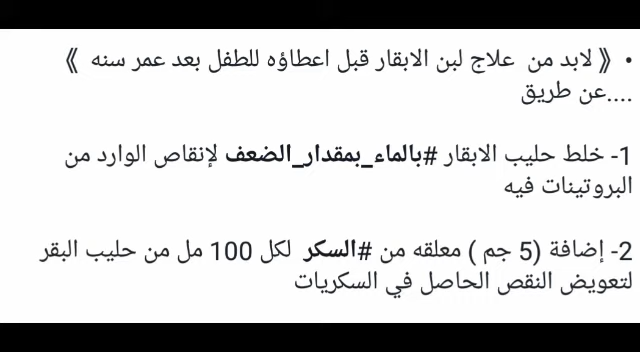 • 《 لابد من علاج لبن الابقار قبل اعطاؤه للطفل بعد عمر سنه 》
....عن طريق
1- خلط حليب الابقار #بالماء_بمقدار_الضعف لإنقاص الوارد من
البروتينات فيه
2- إضافة (5 جم ) معلقه من #السكر لكل 100 مل من حليب البقر
لتعويض النقص الحاصل في السكريات